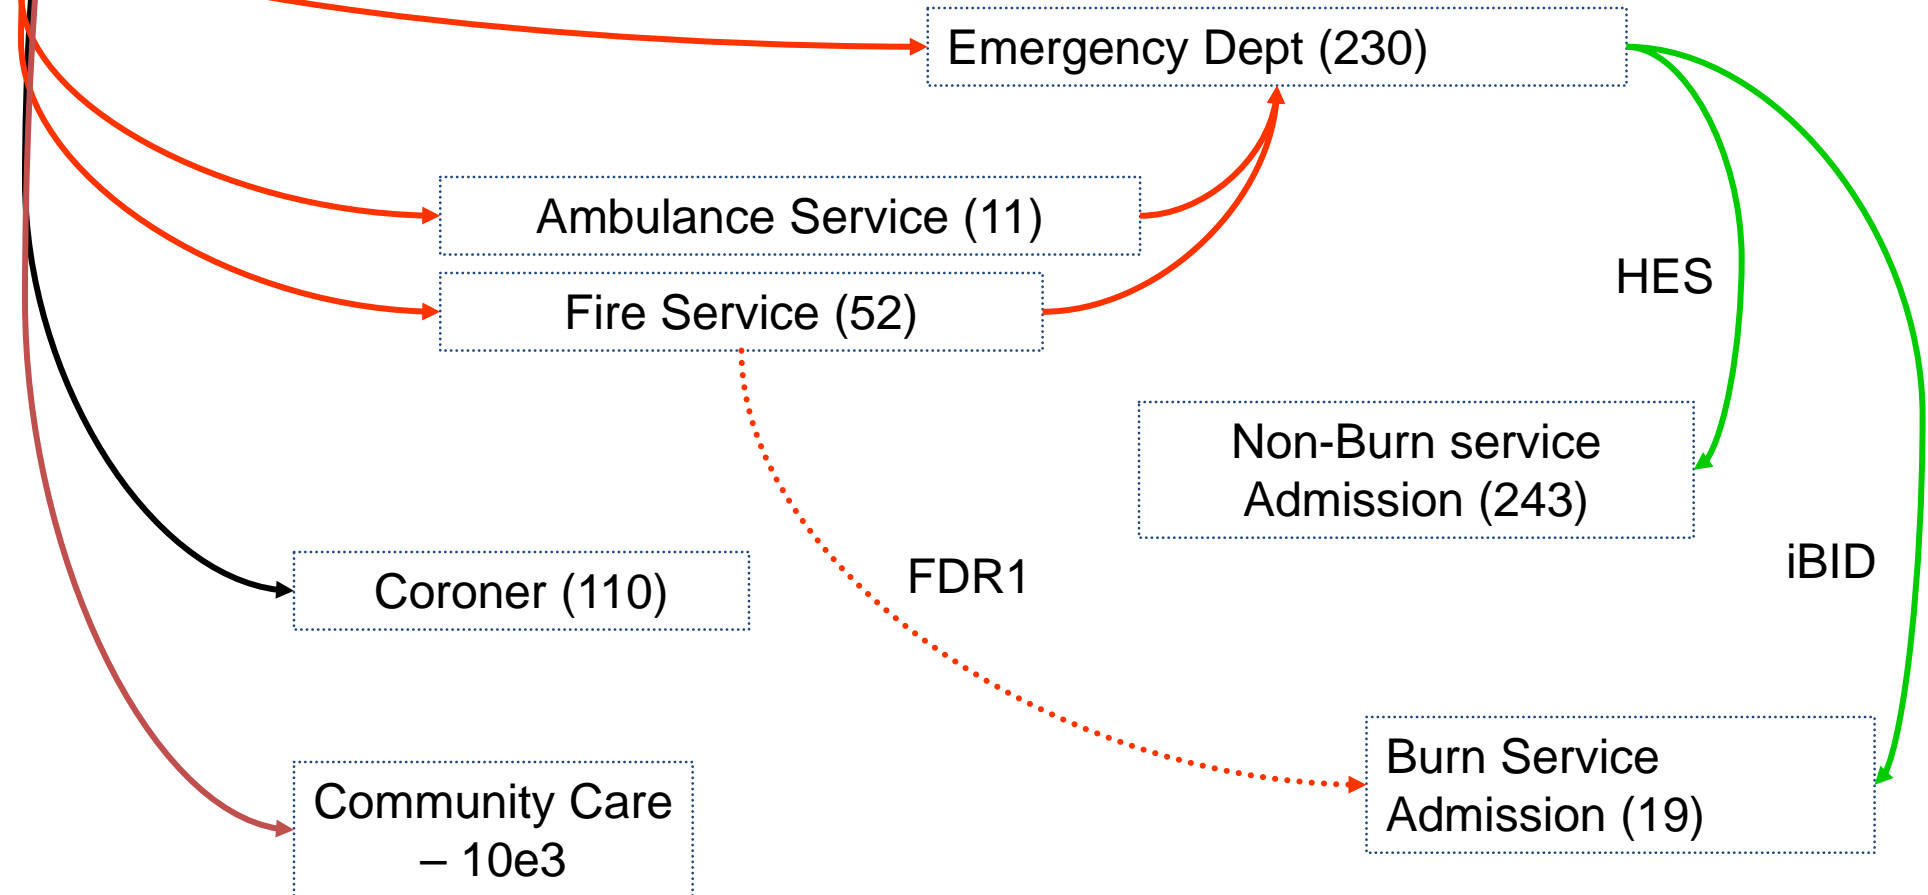 Emergency Dept (230)
Ambulance Service (11)
HES
Fire Service (52)
Non-Burn service
Admission (243)
iBID
FDR1
Coroner (110)
Burn Service
Admission (19)
Community Care
– 10e3